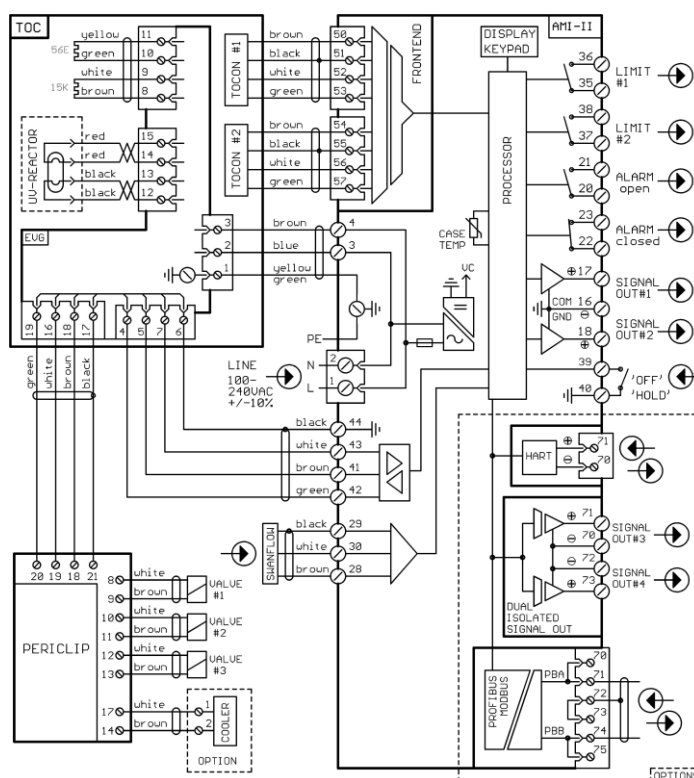 TOC
AMI-II
yellow
11
56E
green
10
white
9
15K
brown
8
UV-REACTOR
red
15
red
14
black
13
black
12
EVG
3
2
1
19
16
18
17
4
5
7
6
TOCON #1
brown
50
black
51
white
52
green
53
TOCON #2
brown
54
black
55
white
56
green
57
FRONTEND
DISPLAY
KEYPAD
PROCESSOR
CASE
TEMP
VC
brown
4
blue
3
yellow
green
PE
N
2
L
1
LINE
100-
240VAC
+/-10%
36
35
LIMIT
#1
38
37
LIMIT
#2
21
20
ALARM
open
23
22
ALARM
closed
17
SIGNAL
OUT#1
COM
16
GND
18
SIGNAL
OUT#2
39
'OFF'
40
'HOLD'
green
white
brown
black
black
44
white
43
brown
41
green
42
SWANFLOW
black
29
white
30
brown
28
HART
71
70
71
SIGNAL
OUT#3
70
72
SIGNAL
OUT#4
73
DUAL
ISOLATED
SIGNAL OUT
PROFIBUS
MODBUS
PBA
PBB
70
71
72
73
74
75
OPTION
20
19
18
21
PERICLIP
8
white
9
brown
VALVE
#1
10
white
11
brown
VALVE
#2
12
white
13
brown
VALVE
#3
17
white
1
14
brown
2
COOLER
OPTION